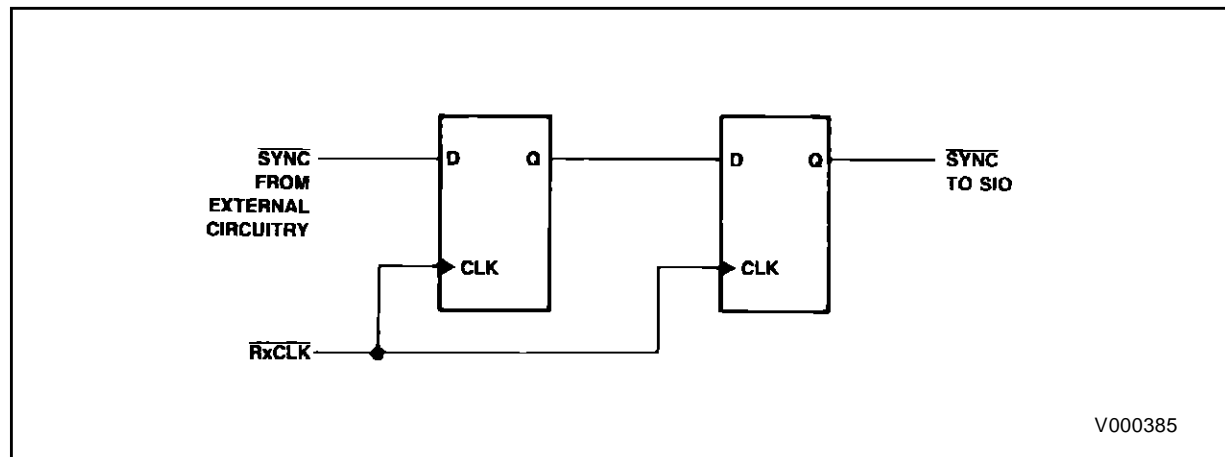 SYNC
FROM
EXTERNAL
CIRCUITRY
D Q
CLK
D Q
CLK
SYNC
TO SIO
RxCLK
V000385